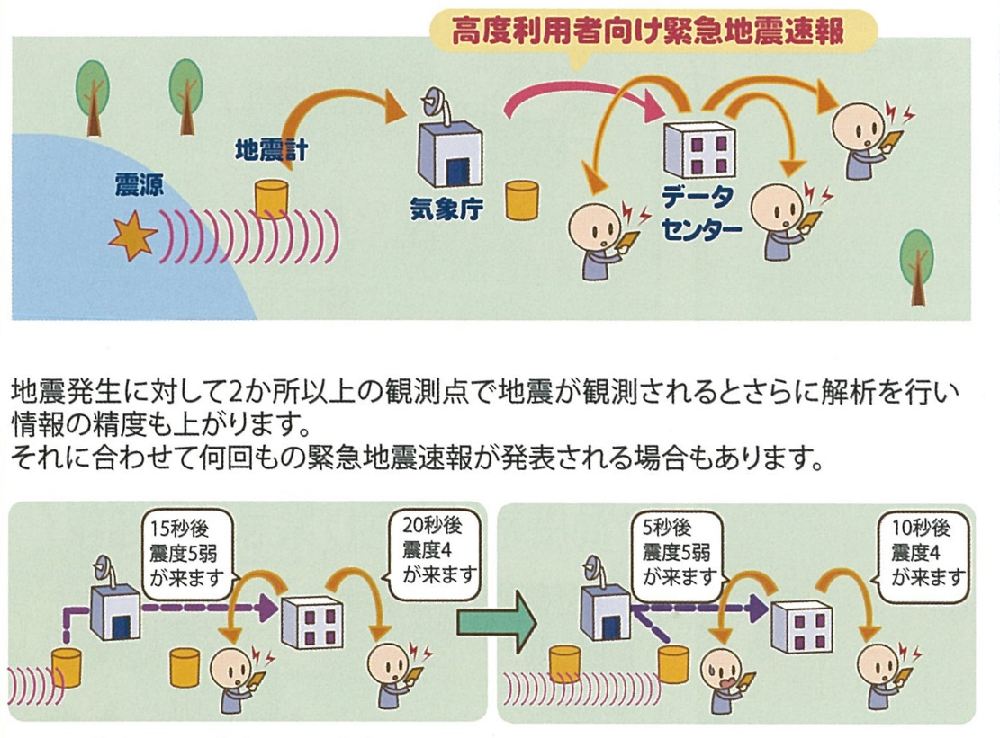 高度利用者向け緊急地震速報
地震計
震源
気象庁
データ
センター
地震発生に対して2か所以上の観測点で地震が観測されるとさらに解析を行い
情報の精度も上がります。
それに合わせて何回もの緊急地震速報が発表される場合もあります。
15秒後
震度5弱
が来ます
20秒後
震度4
が来ます
5秒後
震度5弱
が来ます
10秒後
震度4
が来ます